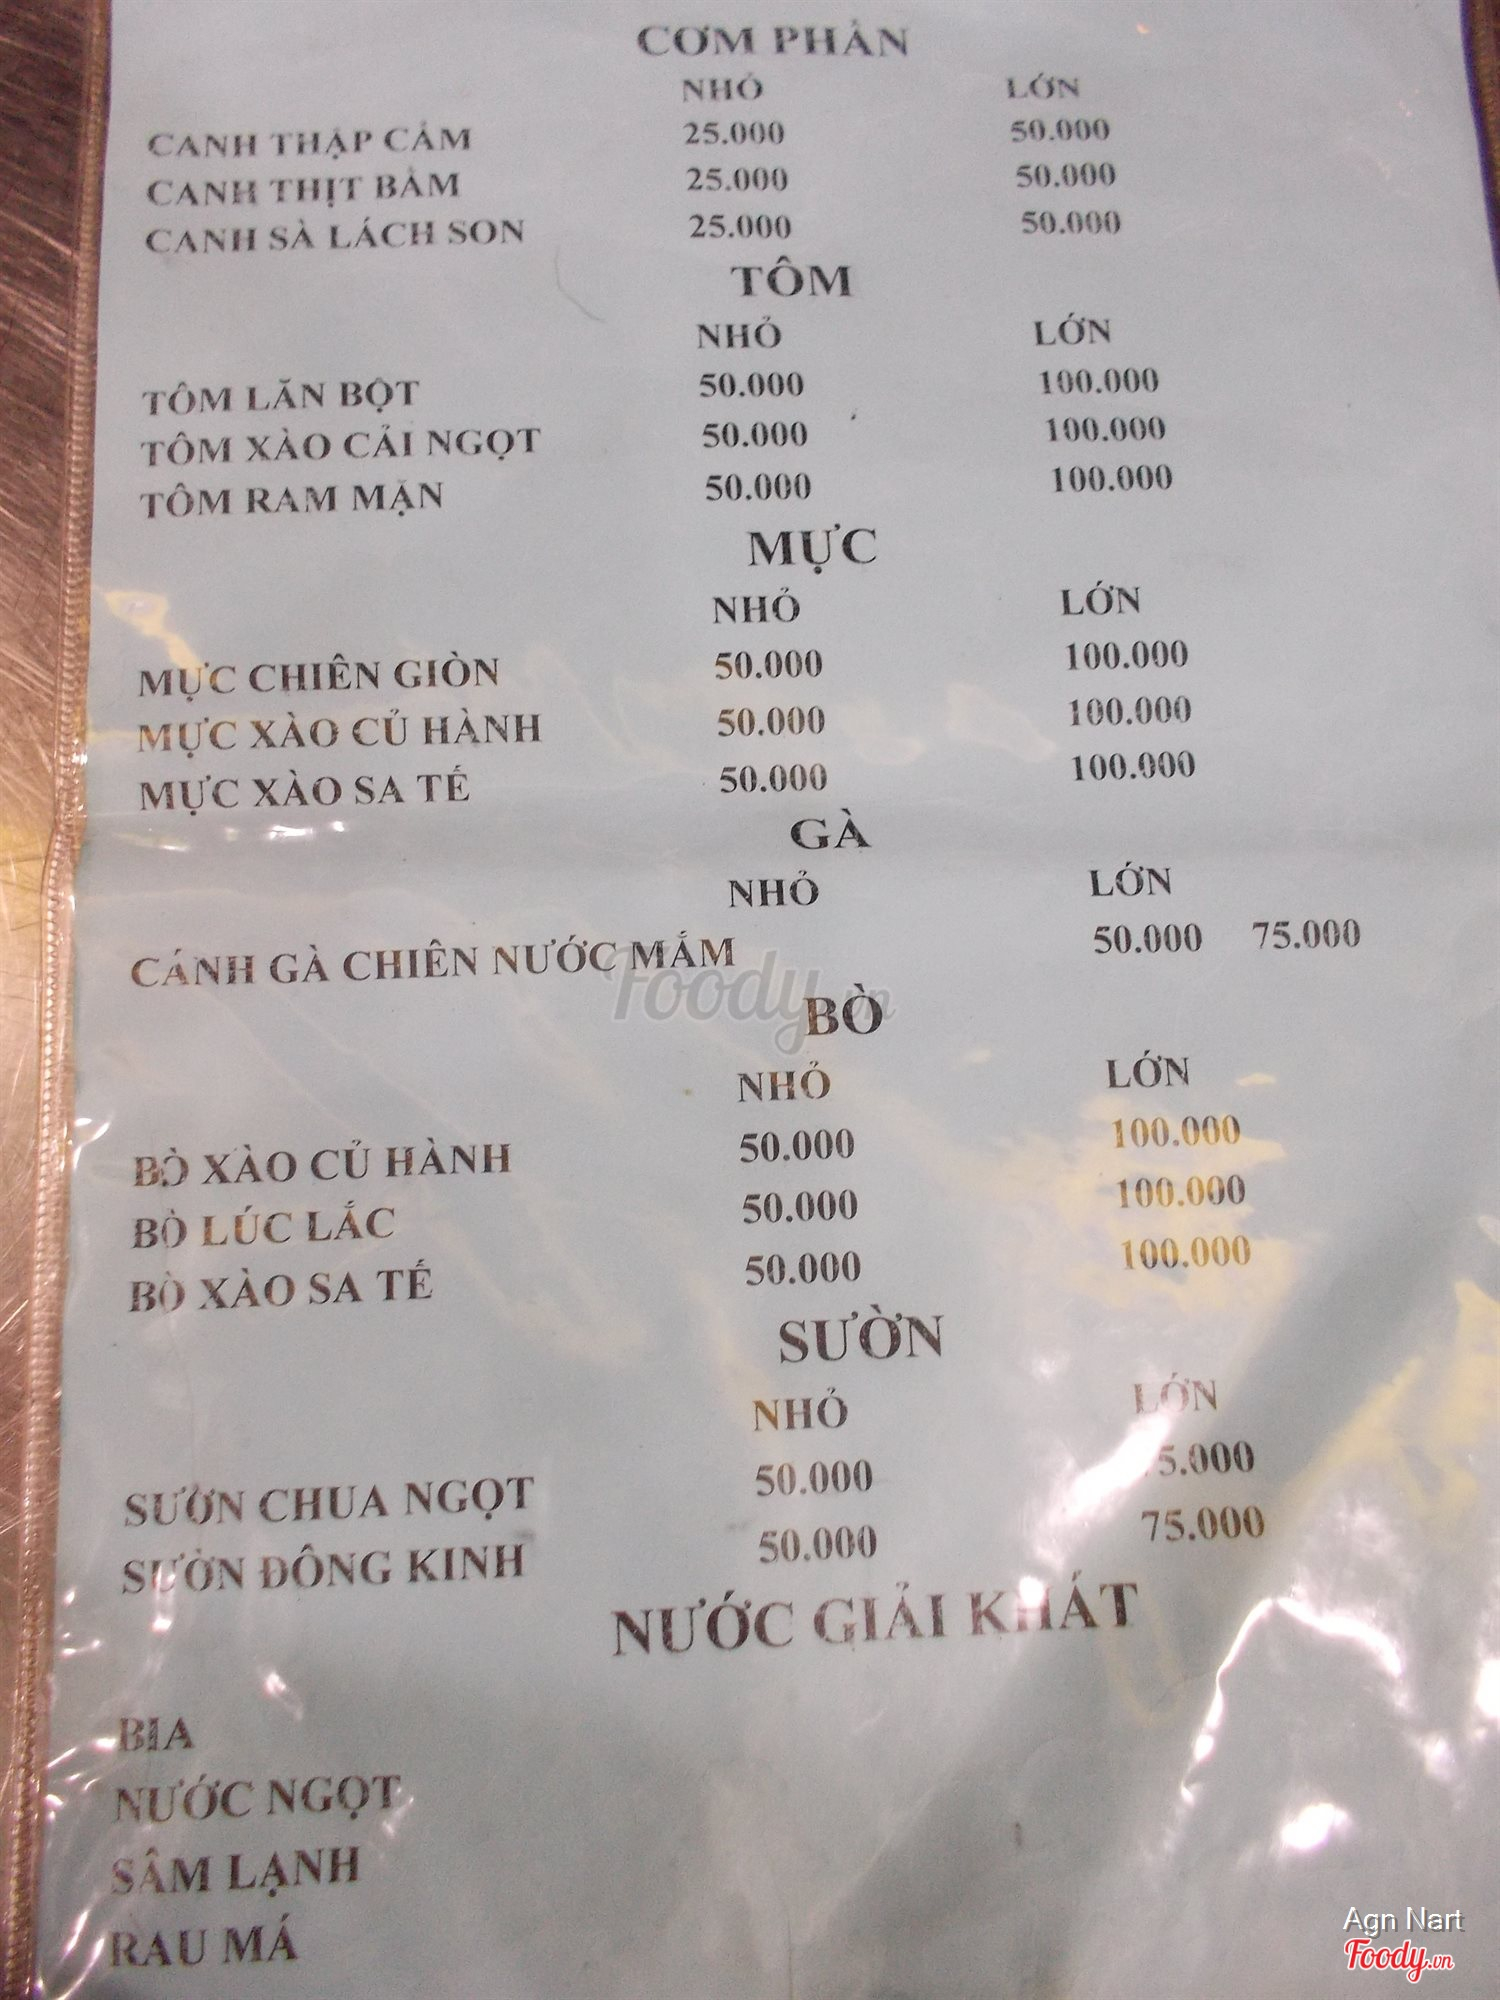 CƠM PHẦN
NHỎ LỚN
CANH THẬP CẨM 25.000 50.000
CANH THỊT BẰM 25.000 50.000
CANH SÀ LÁCH SON 25.000 50.000
TÔM
NHỎ LỚN
TÔM LĂN BỘT 50.000 100.000
TÔM XÀO CẢI NGỌT 50.000 100.000
TÔM RAM MẶN 50.000 100.000
MỰC
NHỎ LỚN
MỰC CHIÊN GIÒN 50.000 100.000
MỰC XÀO CỦ HÀNH 50.000 100.000
MỰC XÀO SA TẾ 50.000 100.000
GÀ
NHỎ LỚN
CÁNH GÀ CHIÊN NƯỚC MẮM 50.000 75.000
Foody.vn
BÒ
NHỎ LỚN
BÒ XÀO CỦ HÀNH 50.000 100.000
BÒ LÚC LẮC 50.000 100.000
BÒ XÀO SA TẾ 50.000 100.000
SƯỜN
NHỎ LỚN
SƯỜN CHUA NGỌT 50.000
SƯỜN ĐÔNG KINH 50.000 75.000
NƯỚC GIẢI KHÁT
BIA
NƯỚC NGỌT
SÂM LẠNH
RAU MÁ
Agn Nart
Foody.vn